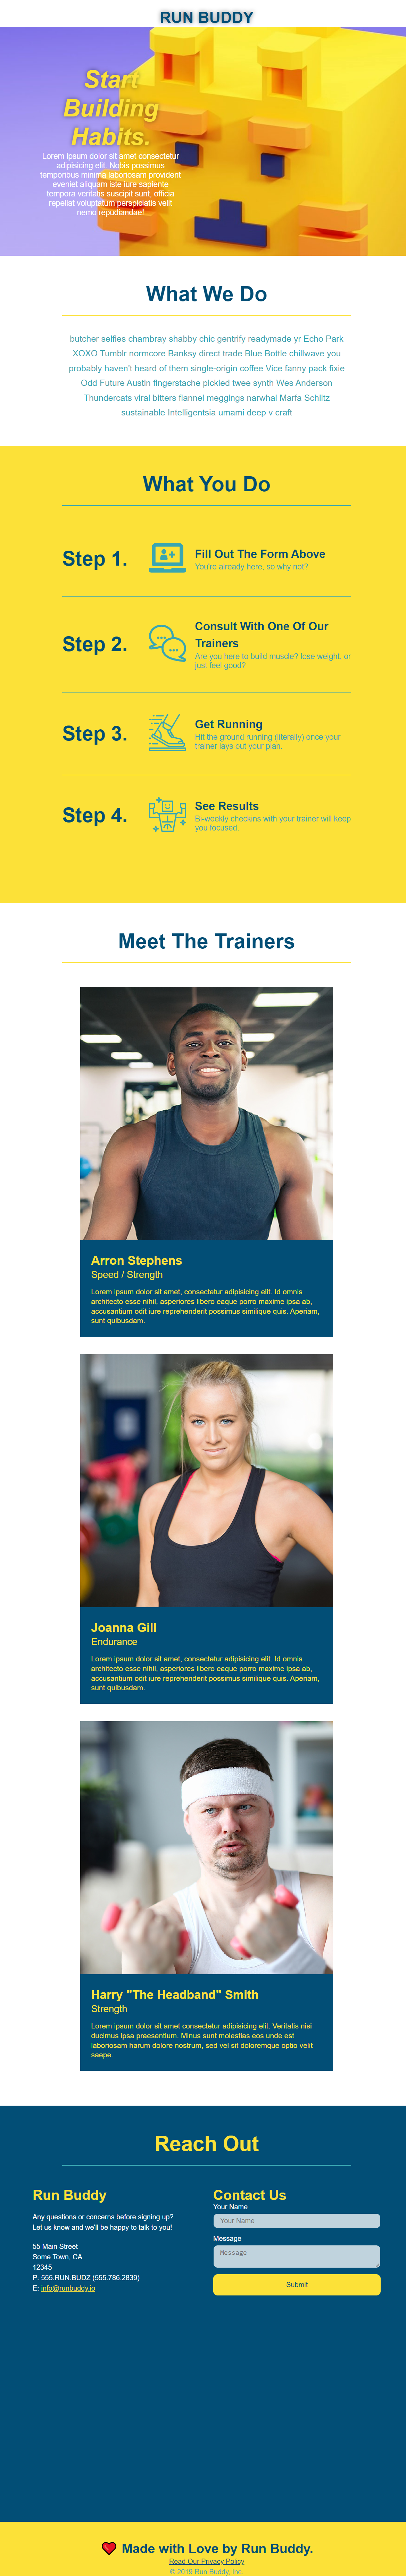 RUN BUDDY
Start
Building
Habits.
Lorem ipsum dolor sit amet consectetur
adipisicing elit. Nobis possimus
temporibus minima laboriosam provident
eveniet aliquam iste iure sapiente
tempora veritatis suscipit sunt, officia
repellat voluptatum perspiciatis velit
nemo repudiandae!
What We Do
butcher selfies chambray shabby chic gentrify readymade yr Echo Park
XOXO Tumblr normcore Banksy direct trade Blue Bottle chillwave you
probably haven't heard of them single-origin coffee Vice fanny pack fixie
Odd Future Austin fingerstache pickled twee synth Wes Anderson
Thundercats viral bitters flannel meggings narwhal Marfa Schlitz
sustainable Intelligentsia umami deep v craft
What You Do
Step 1.
Fill Out The Form Above
You're already here, so why not?
Step 2.
Consult With One Of Our
Trainers
Are you here to build muscle? lose weight, or
just feel good?
Step 3.
Get Running
Hit the ground running (literally) once your
trainer lays out your plan.
Step 4.
See Results
Bi-weekly checkins with your trainer will keep
you focused.
Meet The Trainers
Arron Stephens
Speed / Strength
Lorem ipsum dolor sit amet, consectetur adipisicing elit. Id omnis
architecto esse nihil, asperiores libero eaque porro maxime ipsa ab,
accusantium odit iure reprehenderit possimus similique quis. Aperiam,
sunt quibusdam.
Joanna Gill
Endurance
Lorem ipsum dolor sit amet, consectetur adipisicing elit. Id omnis
architecto esse nihil, asperiores libero eaque porro maxime ipsa ab,
accusantium odit iure reprehenderit possimus similique quis. Aperiam,
sunt quibusdam.
Harry "The Headband" Smith
Strength
Lorem ipsum dolor sit amet consectetur adipisicing elit. Veritatis nisi
ducimus ipsa praesentium. Minus sunt molestias eos unde est
laboriosam harum dolore nostrum, sed vel sit doloremque optio velit
saepe.
Reach Out
Run Buddy
Any questions or concerns before signing up?
Let us know and we'll be happy to talk to you!
55 Main Street
Some Town, CA
12345
P: 555.RUN.BUDZ (555.786.2839)
E: info@runbuddy.io
Contact Us
Your Name
Your Name
Message
Message
Submit
Made with Love by Run Buddy.
Read Our Privacy Policy
© 2019 Run Buddy, Inc.